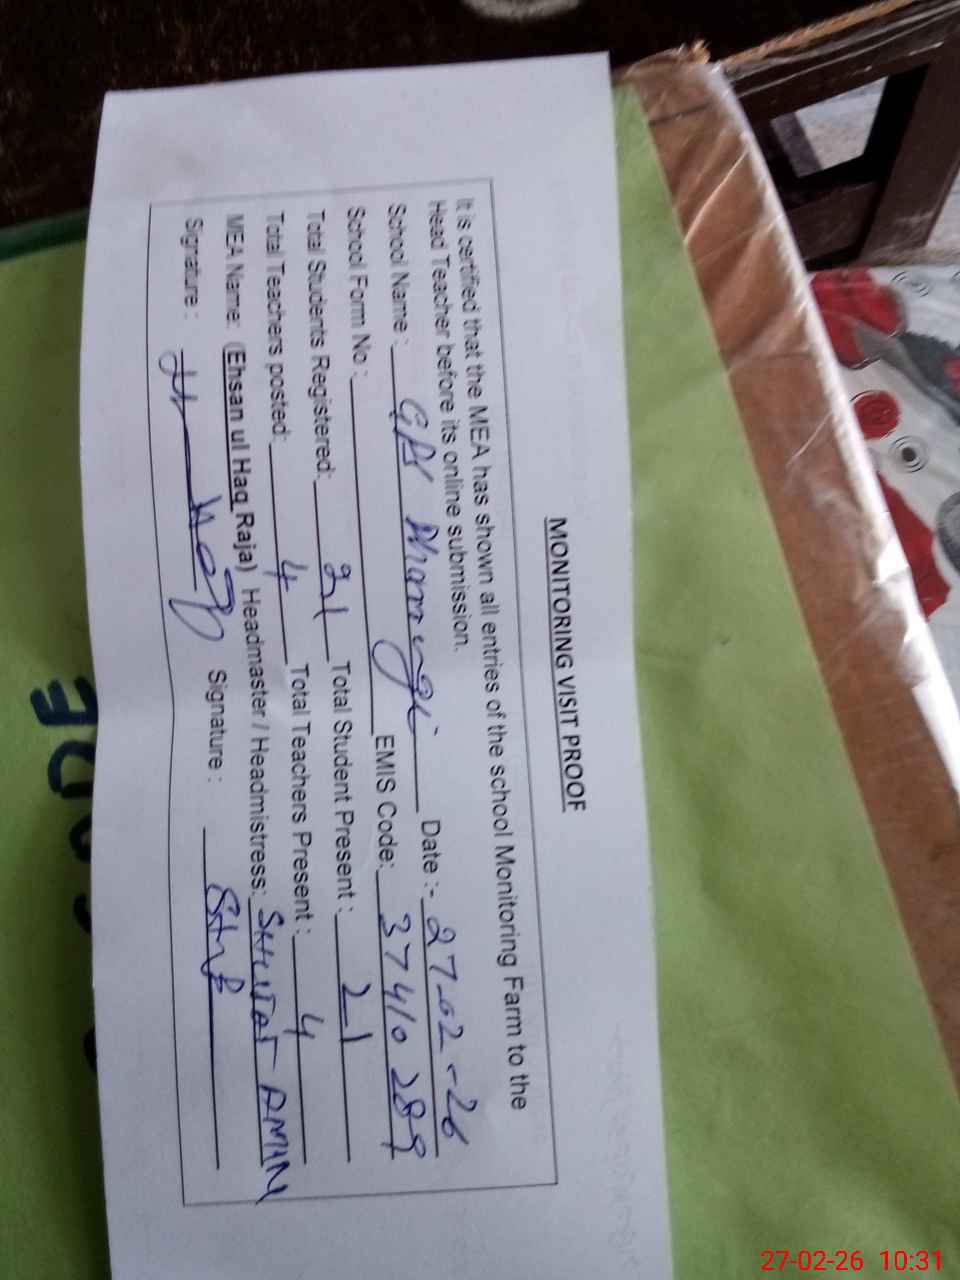 MONITORING VISIT PROOF
It is certified that the MEA has shown all entries of the school Monitoring Farm to the
Head Teacher before its online submission.
School Name : GPS Date :- 27-02-26
School Form No : EMIS Code: 37410289
Total Students Registered: 21 Total Student Present : 21
Total Teachers posted: 4 Total Teachers Present : 4
MEA Name: (Ehsan ul Haq Raja) Headmaster / Headmistress: AMIN
Signature : Signature :
27-02-26 10:31